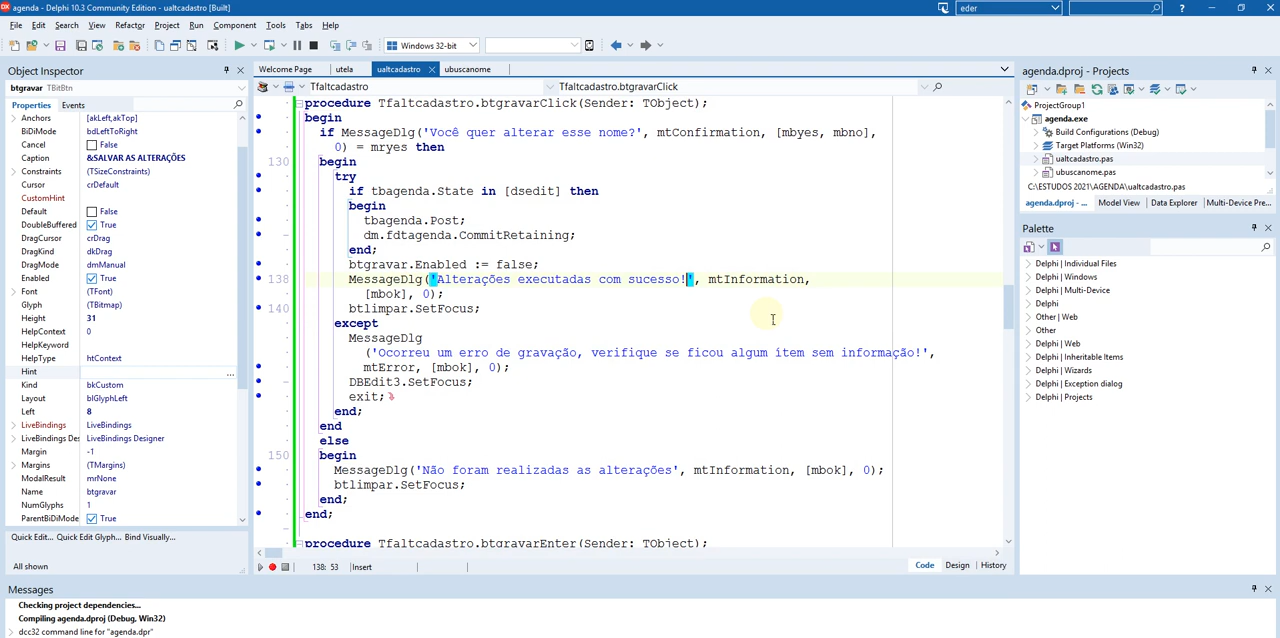 agenda - Delphi 10.3 Community Edition - ualtcadastro [Built]
eder
File Edit Search View Refactor Project Run Component Tools Tabs Help
Windows 32-bit
Object Inspector
btgravar TBitBtn
Properties Events
Anchors [akLeft,akTop]
BiDiMode bdLeftToRight
Cancel False
Caption &SALVAR AS ALTERAÇÕES
Constraints (TSizeConstraints)
Cursor crDefault
CustomHint
Default False
DoubleBuffered True
DragCursor crDrag
DragKind dkDrag
DragMode dmManual
Enabled True
Font (TFont)
Glyph (TBitmap)
Height 31
HelpContext 0
HelpKeyword
HelpType htContext
Hint
Kind bkCustom
Layout blGlyphLeft
Left 8
LiveBindings LiveBindings
LiveBindings Des LiveBindings Designer
Margin -1
Margins (TMargins)
ModalResult mrNone
Name btgravar
NumGlyphs 1
ParentBiDiMode True
Quick Edit... Quick Edit Glyph... Bind Visually...
All shown
Welcome Page utela ualtcadastro ubuscanome
Tfaltcadastro Tfaltcadastro.btgravarClick
procedure Tfaltcadastro.btgravarClick(Sender: TObject);
begin
if MessageDlg('Você quer alterar esse nome?', mtConfirmation, [mbyes, mbno],
0) = mryes then
130 begin
try
if tbagenda.State in [dsedit] then
begin
tbagenda.Post;
dm.fdtagenda.CommitRetaining;
end;
btgravar.Enabled := false;
138 MessageDlg('Alterações executadas com sucesso!', mtInformation,
[mbok], 0);
140 btlimpar.SetFocus;
except
MessageDlg
('Ocorreu um erro de gravação, verifique se ficou algum item sem informação!',
mtError, [mbok], 0);
DBEdit3.SetFocus;
exit;
end;
end
else
150 begin
MessageDlg('Não foram realizadas as alterações', mtInformation, [mbok], 0);
btlimpar.SetFocus;
end;
end;
procedure Tfaltcadastro.btgravarEnter(Sender: TObject);
138: 53 Insert
Code Design History
agenda.dproj - Projects
ProjectGroup1
agenda.exe
Build Configurations (Debug)
Target Platforms (Win32)
ualtcadastro.pas
ubuscanome.pas
C:\ESTUDOS 2021\AGENDA\ualtcadastro.pas
agenda.dproj - ... Model View Data Explorer Multi-Device Pre...
Palette
Delphi | Individual Files
Delphi | Windows
Delphi | Multi-Device
Delphi
Other | Web
Other
Delphi | Web
Delphi | Inheritable Items
Delphi | Wizards
Delphi | Exception dialog
Delphi | Projects
Messages
Checking project dependencies...
Compiling agenda.dproj (Debug, Win32)
dcc32 command line for "agenda.dpr"